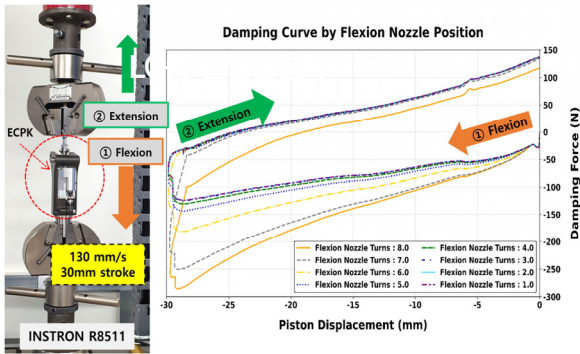 Damping Curve by Flexion Nozzle Position
② Extension
ECPK
① Flexion
130 mm/s
30mm stroke
INSTRON R8511
② Extension
① Flexion
150
100
50
0
-50
-100
-150
-200
-250
-300
Damping Force (N)
Flexion Nozzle Turns : 8.0
Flexion Nozzle Turns : 7.0
Flexion Nozzle Turns : 6.0
Flexion Nozzle Turns : 5.0
Flexion Nozzle Turns : 4.0
Flexion Nozzle Turns : 3.0
Flexion Nozzle Turns : 2.0
Flexion Nozzle Turns : 1.0
-30 -25 -20 -15 -10 -5 0
Piston Displacement (mm)